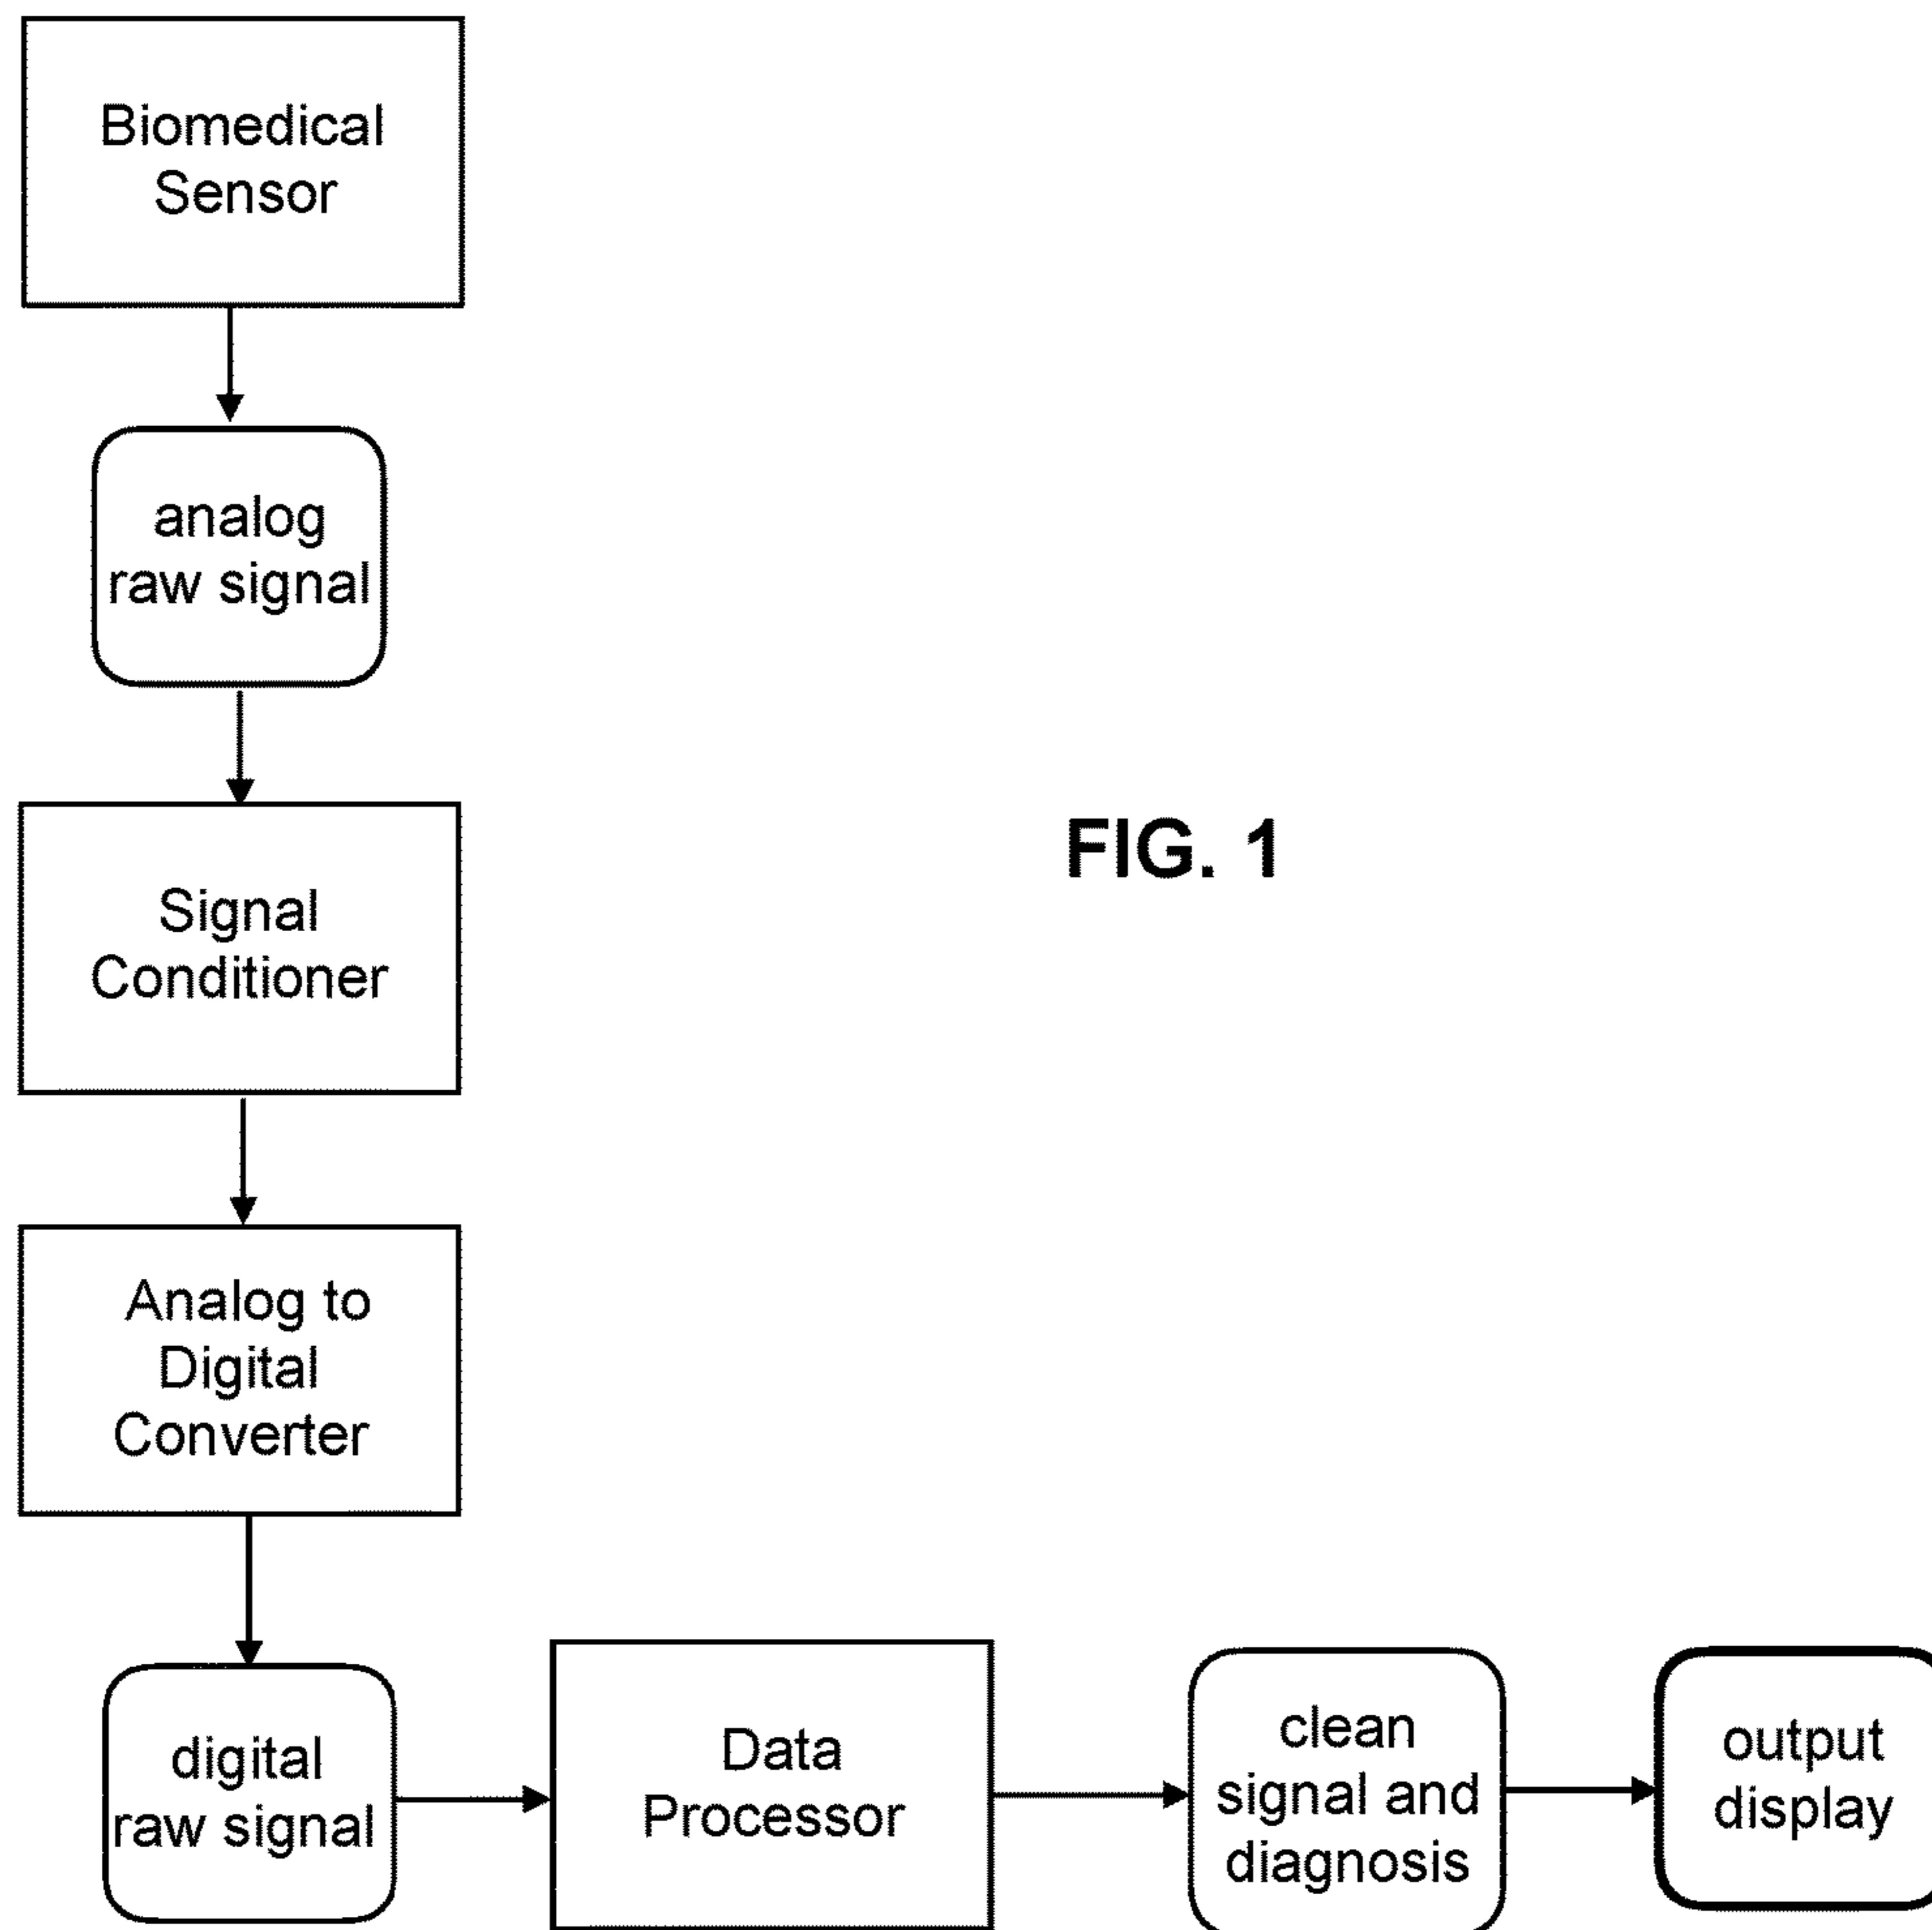 Biomedical
Sensor
analog
raw signal
Signal
Conditioner
FIG. 1
Analog to
Digital
Converter
digital
raw signal
Data
Processor
clean
signal and
diagnosis
output
display